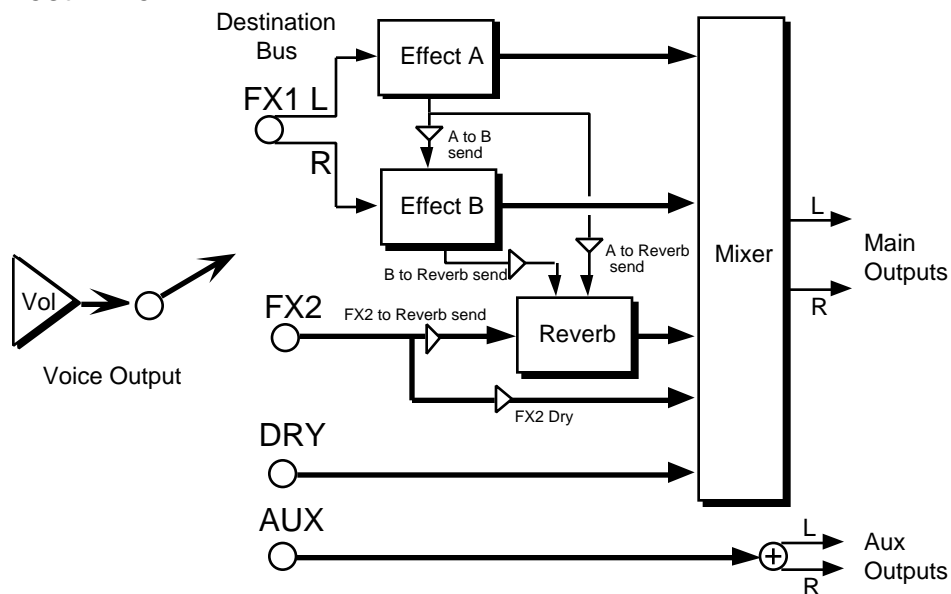 Destination
Bus
FX1 L
R
Effect A
A to B
send
Effect B
B to Reverb send
A to Reverb
send
Mixer
L
R
Main
Outputs
Vol
Voice Output
FX2
FX2 to Reverb send
Reverb
FX2 Dry
DRY
AUX
+
L
R
Aux
Outputs